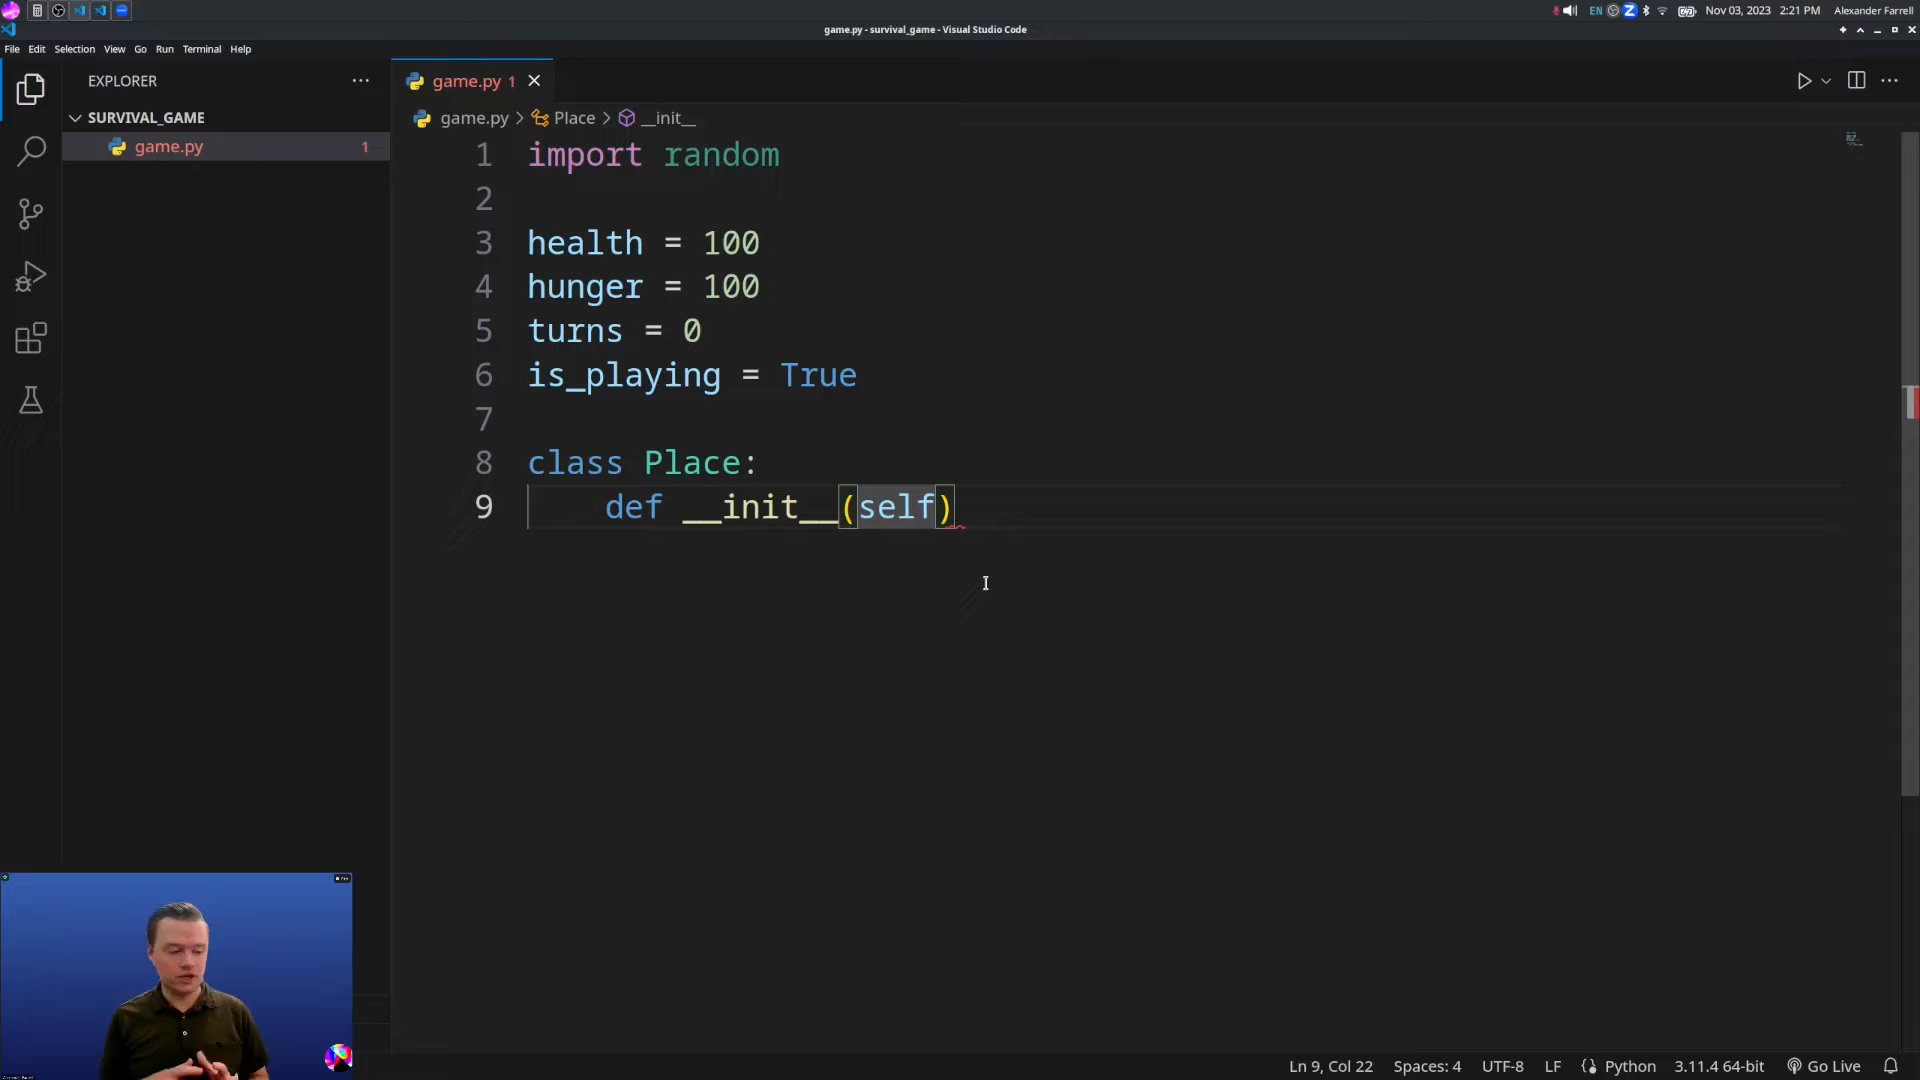 EN Z Nov 03, 2023 2:21 PM Alexander Farrell
game.py - survival_game - Visual Studio Code
File Edit Selection View Go Run Terminal Help
EXPLORER
SURVIVAL_GAME
game.py 1
game.py 1
game.py > Place > __init__
1 import random
2
3 health = 100
4 hunger = 100
5 turns = 0
6 is_playing = True
7
8 class Place:
9 def __init__(self)
Ln 9, Col 22 Spaces: 4 UTF-8 LF Python 3.11.4 64-bit Go Live